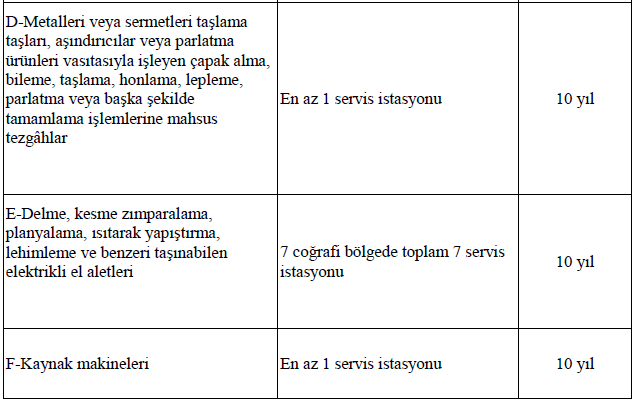 D-Metalleri veya sermetleri taşlama
taşları, aşındırıcılar veya parlatma
ürünleri vasıtasıyla işleyen çapak alma,
bileme, taşlama, honlama, lepleme,
parlatma veya başka şekilde
tamamlama işlemlerine mahsus
tezgâhlar
En az 1 servis istasyonu
10 yıl
E-Delme, kesme zımparalama,
planyalama, ısıtarak yapıştırma,
lehimleme ve benzeri taşınabilen
elektrikli el aletleri
7 coğrafi bölgede toplam 7 servis
istasyonu
10 yıl
F-Kaynak makineleri
En az 1 servis istasyonu
10 yıl